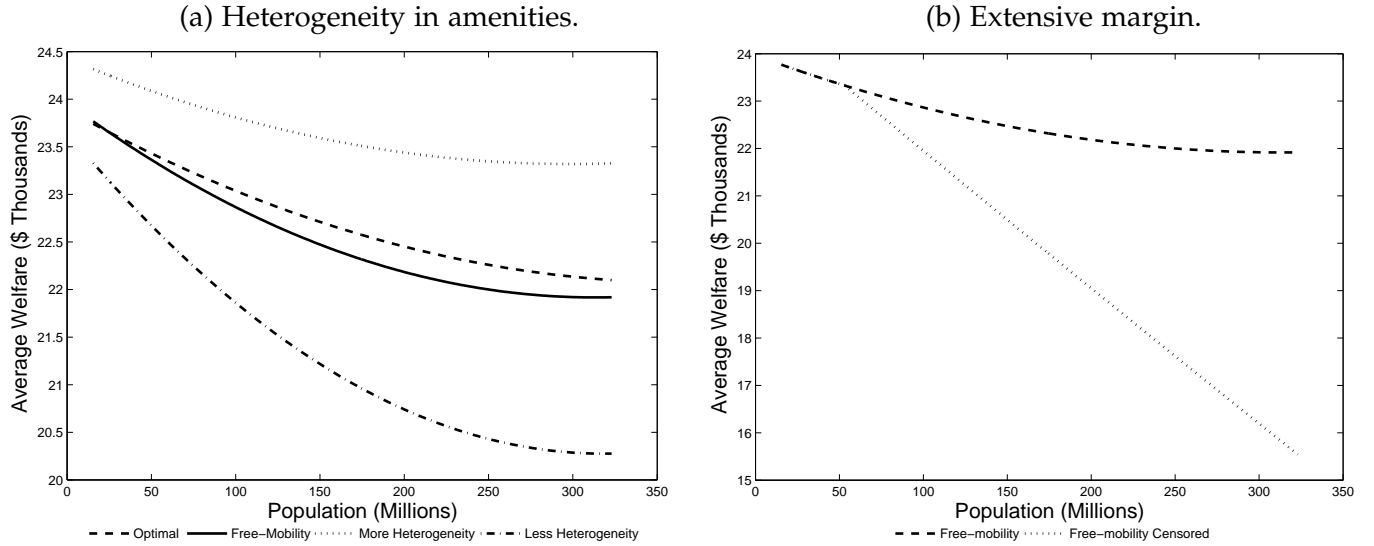 (a) Heterogeneity in amenities.
24.5
24
23.5
23
22.5
22
21.5
21
20.5
20
Average Welfare ($ Thousands)
0 50 100 150 200 250 300 350
Population (Millions)
Optimal Free−Mobility More Heterogeneity Less Heterogeneity
(b) Extensive margin.
24
23
22
21
20
19
18
17
16
15
Average Welfare ($ Thousands)
0 50 100 150 200 250 300 350
Population (Millions)
Free−mobility Free−mobility Censored